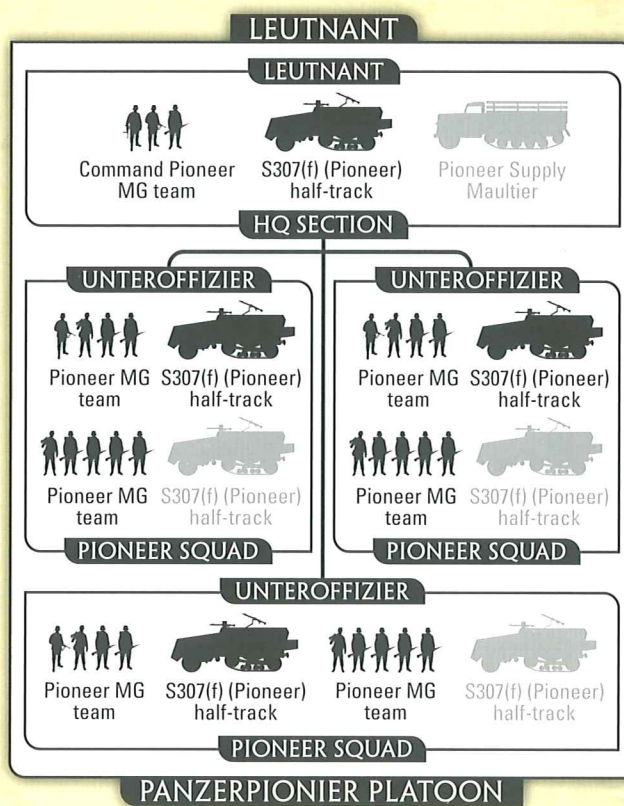 LEUTNANT
LEUTNANT
Command Pioneer
MG team
S307(f) (Pioneer)
half-track
Pioneer Supply
Maultier
HQ SECTION
UNTEROFFIZIER
Pioneer MG
team
S307(f) (Pioneer)
half-track
Pioneer MG
team
S307(f) (Pioneer)
half-track
PIONEER SQUAD
UNTEROFFIZIER
Pioneer MG
team
S307(f) (Pioneer)
half-track
Pioneer MG
team
S307(f) (Pioneer)
half-track
PIONEER SQUAD
UNTEROFFIZIER
Pioneer MG
team
S307(f) (Pioneer)
half-track
Pioneer MG
team
S307(f) (Pioneer)
half-track
PIONEER SQUAD
PANZERPIONIER PLATOON